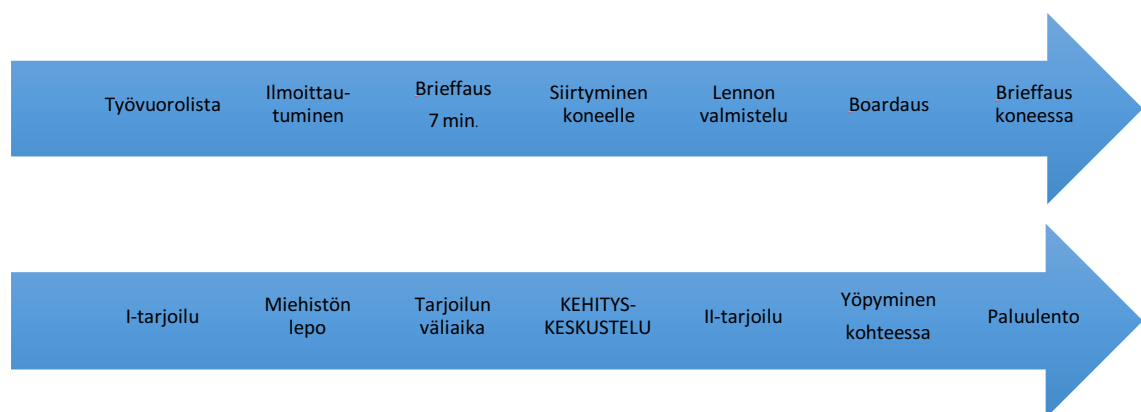 Työvuorolista
Ilmoittau-
tuminen
Brieffaus
7 min.
Siirtyminen
koneelle
Lennon
valmistelu
Boardaus
Brieffaus
koneessa
I-tarjoilu
Miehistön
lepo
Tarjoilun
väliaika
KEHITYS-
KESKUSTELU
II-tarjoilu
Yöpyminen
kohteessa
Paluulento